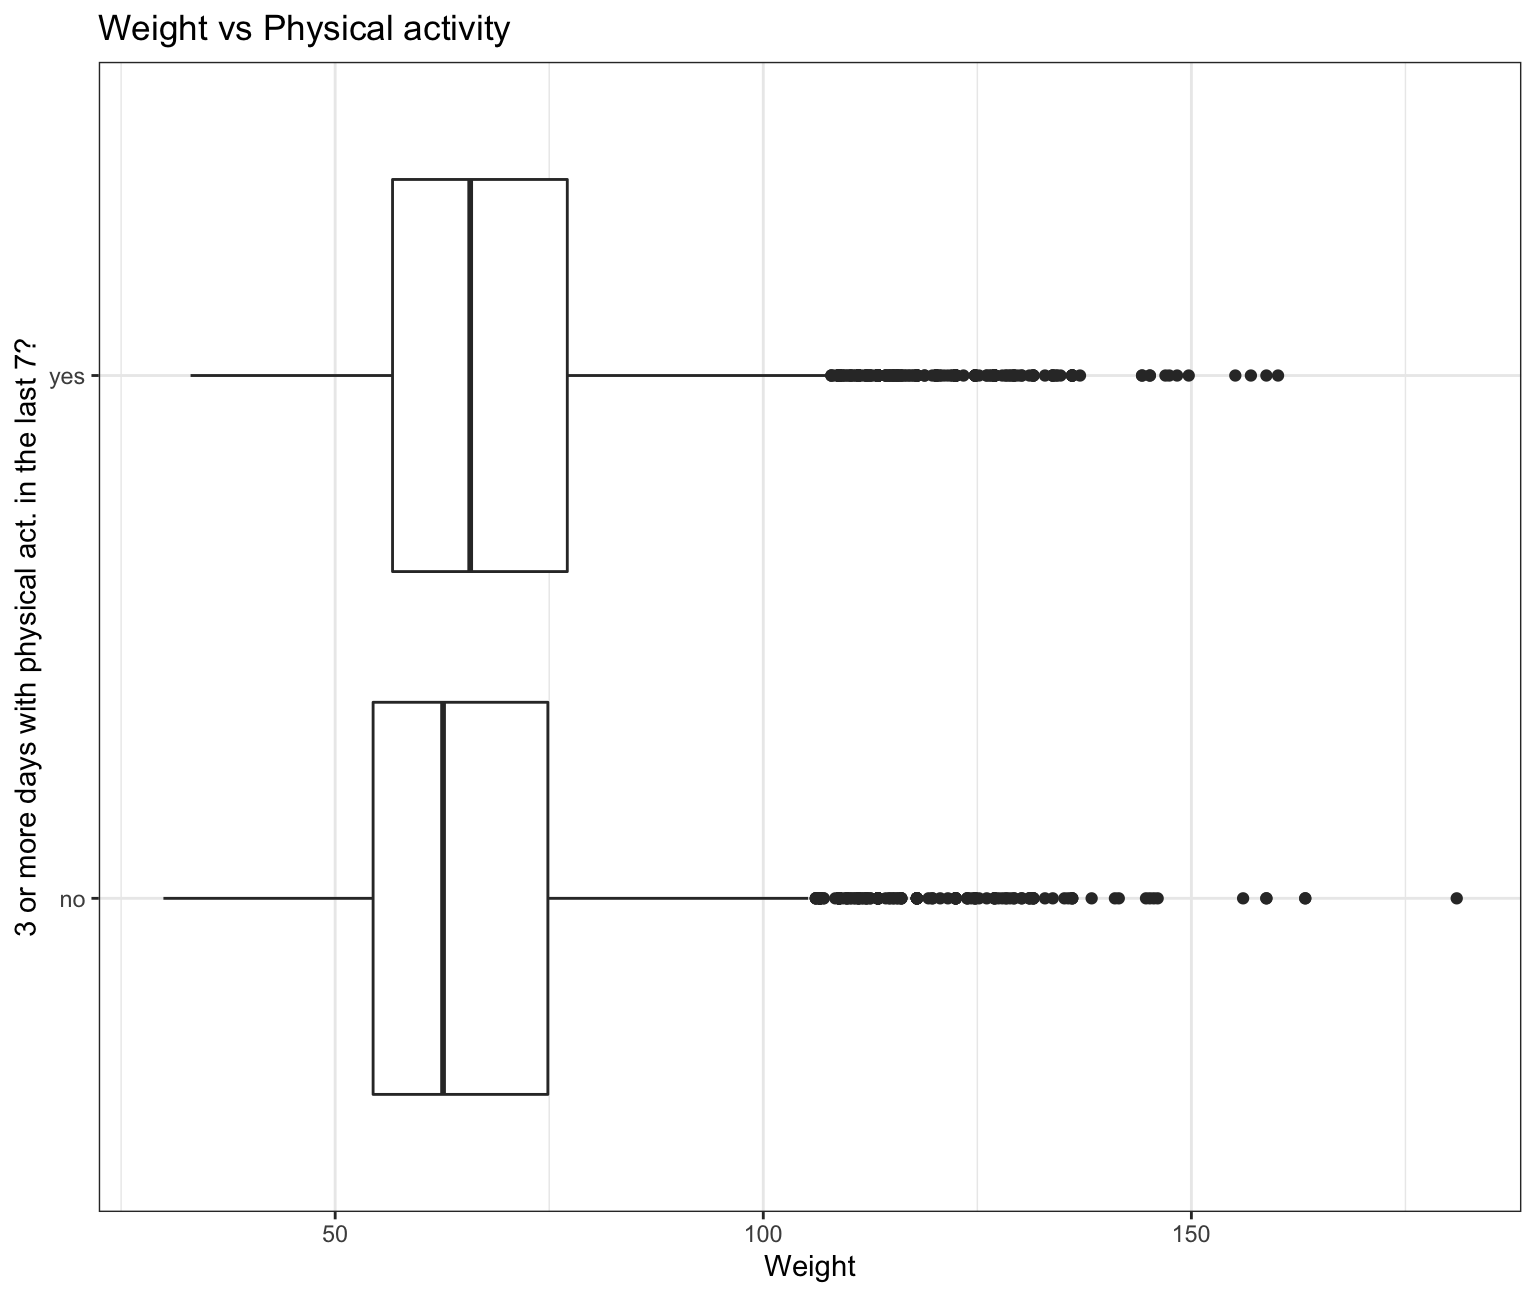 Weight vs Physical activity
3 or more days with physical act. in the last 7?
yes
no
50
100
150
Weight